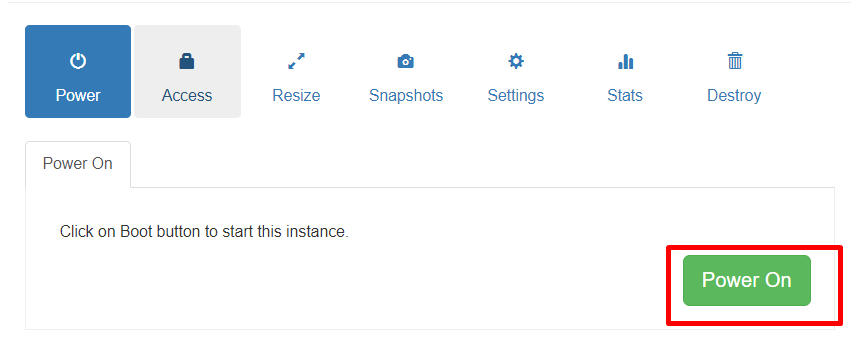 Power
Access
Resize
Snapshots
Settings
Stats
Destroy
Power On
Click on Boot button to start this instance.
Power On